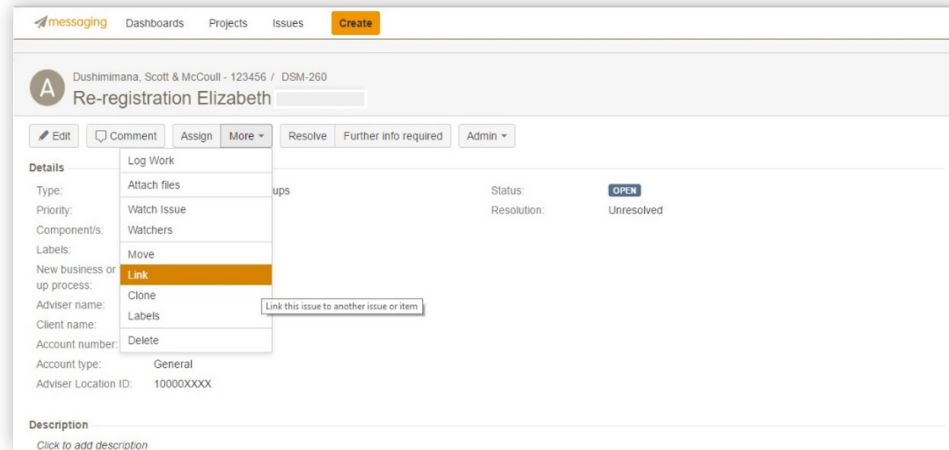 messaging Dashboards Projects Issues Create
A
Dushimimana, Scott & McCoull - 123456 / DSM-260
Re-registration Elizabeth
Edit Comment Assign More Resolve Further info required Admin
Details
Log Work
Attach files
Watch Issue
Watchers
Move
Link
Clone
Labels
Delete
Link this issue to another issue or item
Type: ups
Priority:
Component/s:
Labels:
New business or
up process:
Adviser name:
Client name:
Account number:
Account type: General
Adviser Location ID: 10000XXXX
Status: OPEN
Resolution: Unresolved
Description
Click to add description